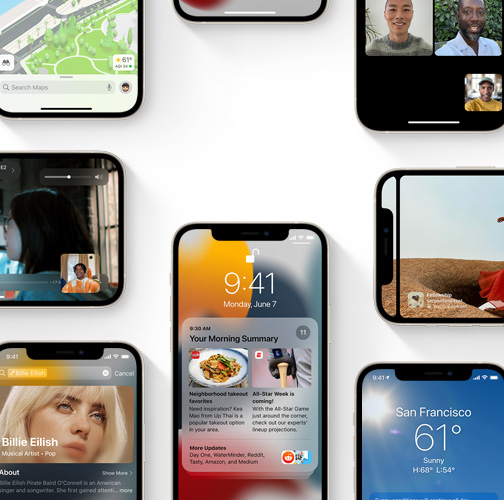 61°
AQI 38
Search Maps
E2
9:41
Monday, June 7
9:30 AM
Your Morning Summary
11
Neighborhood takeout
favorites
Need inspiration? Kea
Mao from Up Thai is a
popular takeout option
in your area.
All-Star Week is
coming!
With the All-Star Game
just around the corner,
check out our experts'
lineup projections.
More Updates
Day One, WaterMinder, Reddit,
Tasty, Amazon, and Medium
9:41
Billie Eilish
Cancel
Billie Eilish
Musical Artist • Pop
About
Show More
Billie Eilish Pirate Baird O'Connell is an American
singer and songwriter. She first gained attenti... more
9:41
San Francisco
61°
Sunny
H:68° L:54°